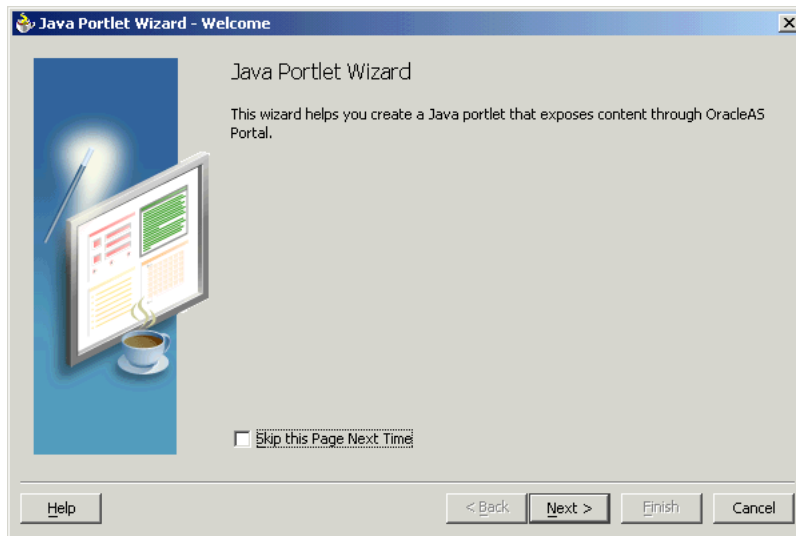 Java Portlet Wizard - Welcome
Java Portlet Wizard
This wizard helps you create a Java portlet that exposes content through OracleAS
Portal.
Skip this Page Next Time
Help
< Back
Next >
Finish
Cancel